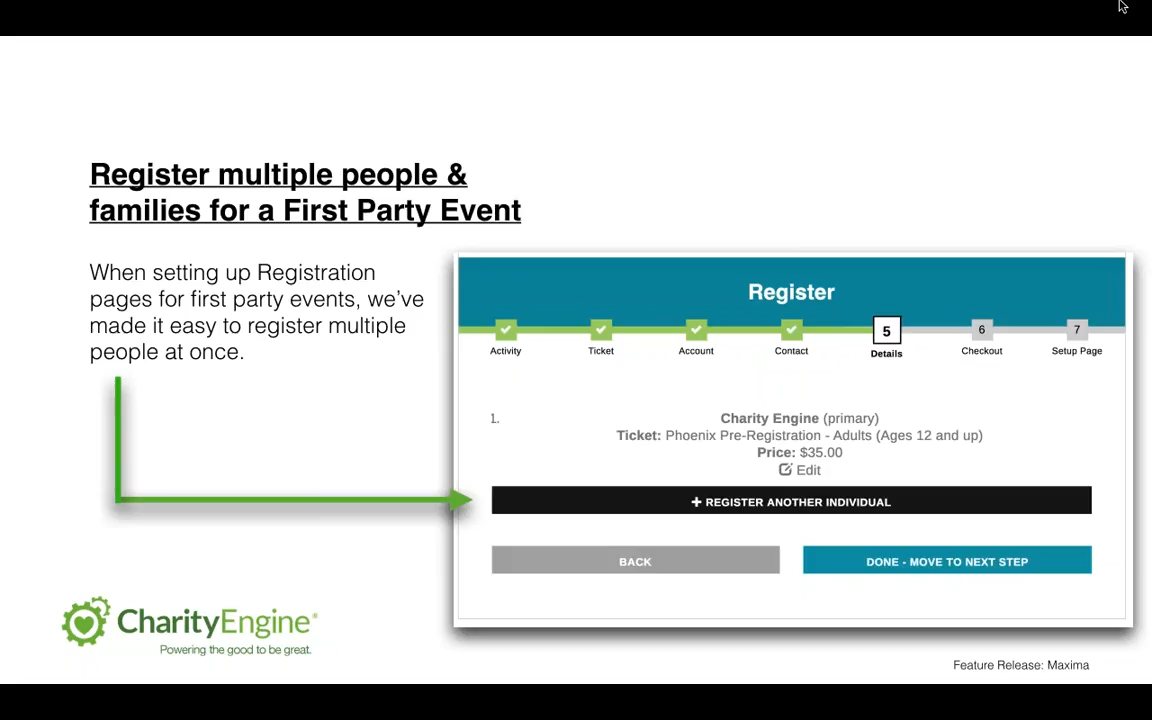 Register multiple people &
families for a First Party Event
When setting up Registration
pages for first party events, we’ve
made it easy to register multiple
people at once.
Register
5
6
7
Activity
Ticket
Account
Contact
Details
Checkout
Setup Page
1.
Charity Engine (primary)
Ticket: Phoenix Pre-Registration - Adults (Ages 12 and up)
Price: $35.00
Edit
+ REGISTER ANOTHER INDIVIDUAL
BACK
DONE - MOVE TO NEXT STEP
CharityEngine®
Powering the good to be great.
Feature Release: Maxima